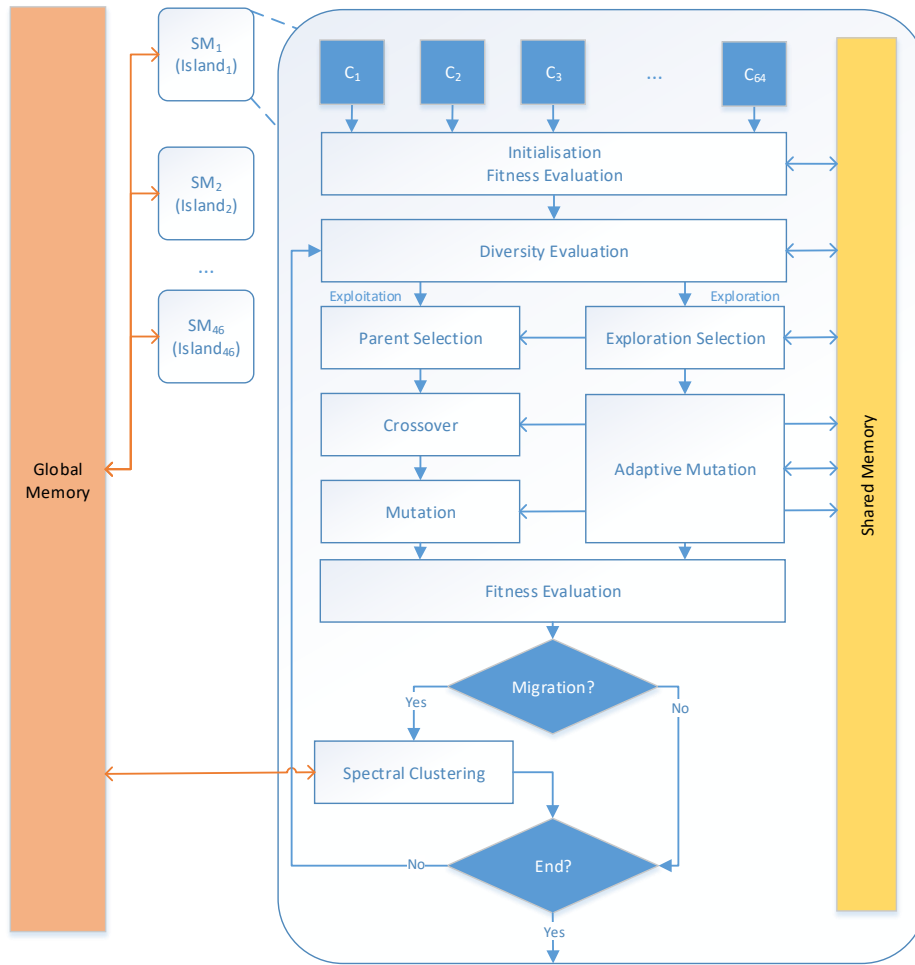 Global
Memory
SM₁
(Island₁)
SM₂
(Island₂)
...
SM₄₆
(Island₄₆)
C₁
C₂
C₃
...
C₆₄
Initialisation
Fitness Evaluation
Diversity Evaluation
Exploitation
Exploration
Parent Selection
Exploration Selection
Crossover
Adaptive Mutation
Mutation
Fitness Evaluation
Migration?
Yes
No
Spectral Clustering
End?
No
Yes
Shared Memory